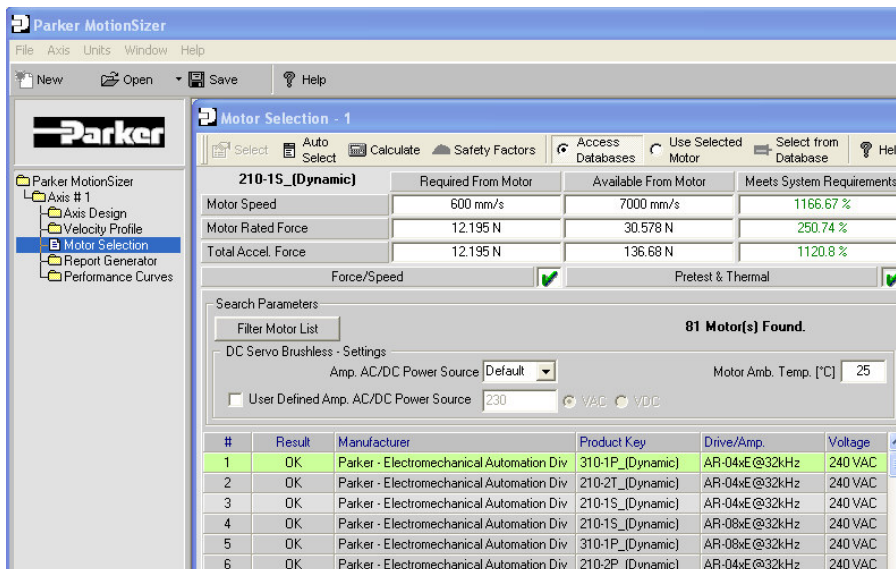 Parker MotionSizer
File Axis Units Window Help
New Open Save Help
Parker
Parker MotionSizer
Axis # 1
Axis Design
Velocity Profile
Motor Selection
Report Generator
Performance Curves
Motor Selection - 1
Select Auto Select Calculate Safety Factors Access Databases Use Selected Motor Select from Database Hel
210-1S_(Dynamic) Required From Motor Available From Motor Meets System Requirements
Motor Speed 600 mm/s 7000 mm/s 1166.67 %
Motor Rated Force 12.195 N 30.578 N 250.74 %
Total Accel. Force 12.195 N 136.68 N 1120.8 %
Force/Speed Pretest & Thermal
Search Parameters
Filter Motor List 81 Motor(s) Found.
DC Servo Brushless - Settings
Amp. AC/DC Power Source Default Motor Amb. Temp. [°C] 25
User Defined Amp. AC/DC Power Source 230 VAC VDC
# Result Manufacturer Product Key Drive/Amp. Voltage
1 OK Parker - Electromechanical Automation Div 310-1P_(Dynamic) AR-04xE@32kHz 240 VAC
2 OK Parker - Electromechanical Automation Div 210-2T_(Dynamic) AR-04xE@32kHz 240 VAC
3 OK Parker - Electromechanical Automation Div 210-1S_(Dynamic) AR-04xE@32kHz 240 VAC
4 OK Parker - Electromechanical Automation Div 210-1S_(Dynamic) AR-08xE@32kHz 240 VAC
5 OK Parker - Electromechanical Automation Div 310-1P_(Dynamic) AR-08xE@32kHz 240 VAC
6 OK Parker - Electromechanical Automation Div 210-2P_(Dynamic) AR-04xE@32kHz 240 VAC